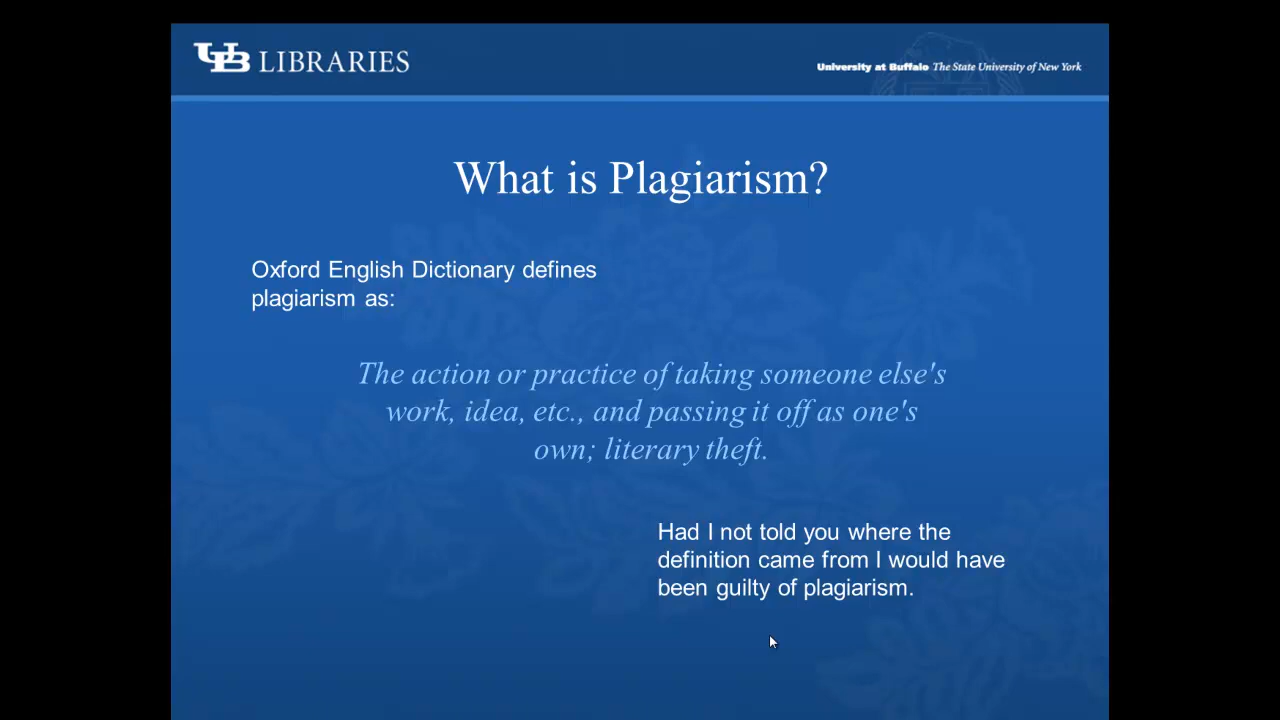 UB LIBRARIES
University at Buffalo The State University of New York
What is Plagiarism?
Oxford English Dictionary defines
plagiarism as:
The action or practice of taking someone else's
work, idea, etc., and passing it off as one's
own; literary theft.
Had I not told you where the
definition came from I would have
been guilty of plagiarism.